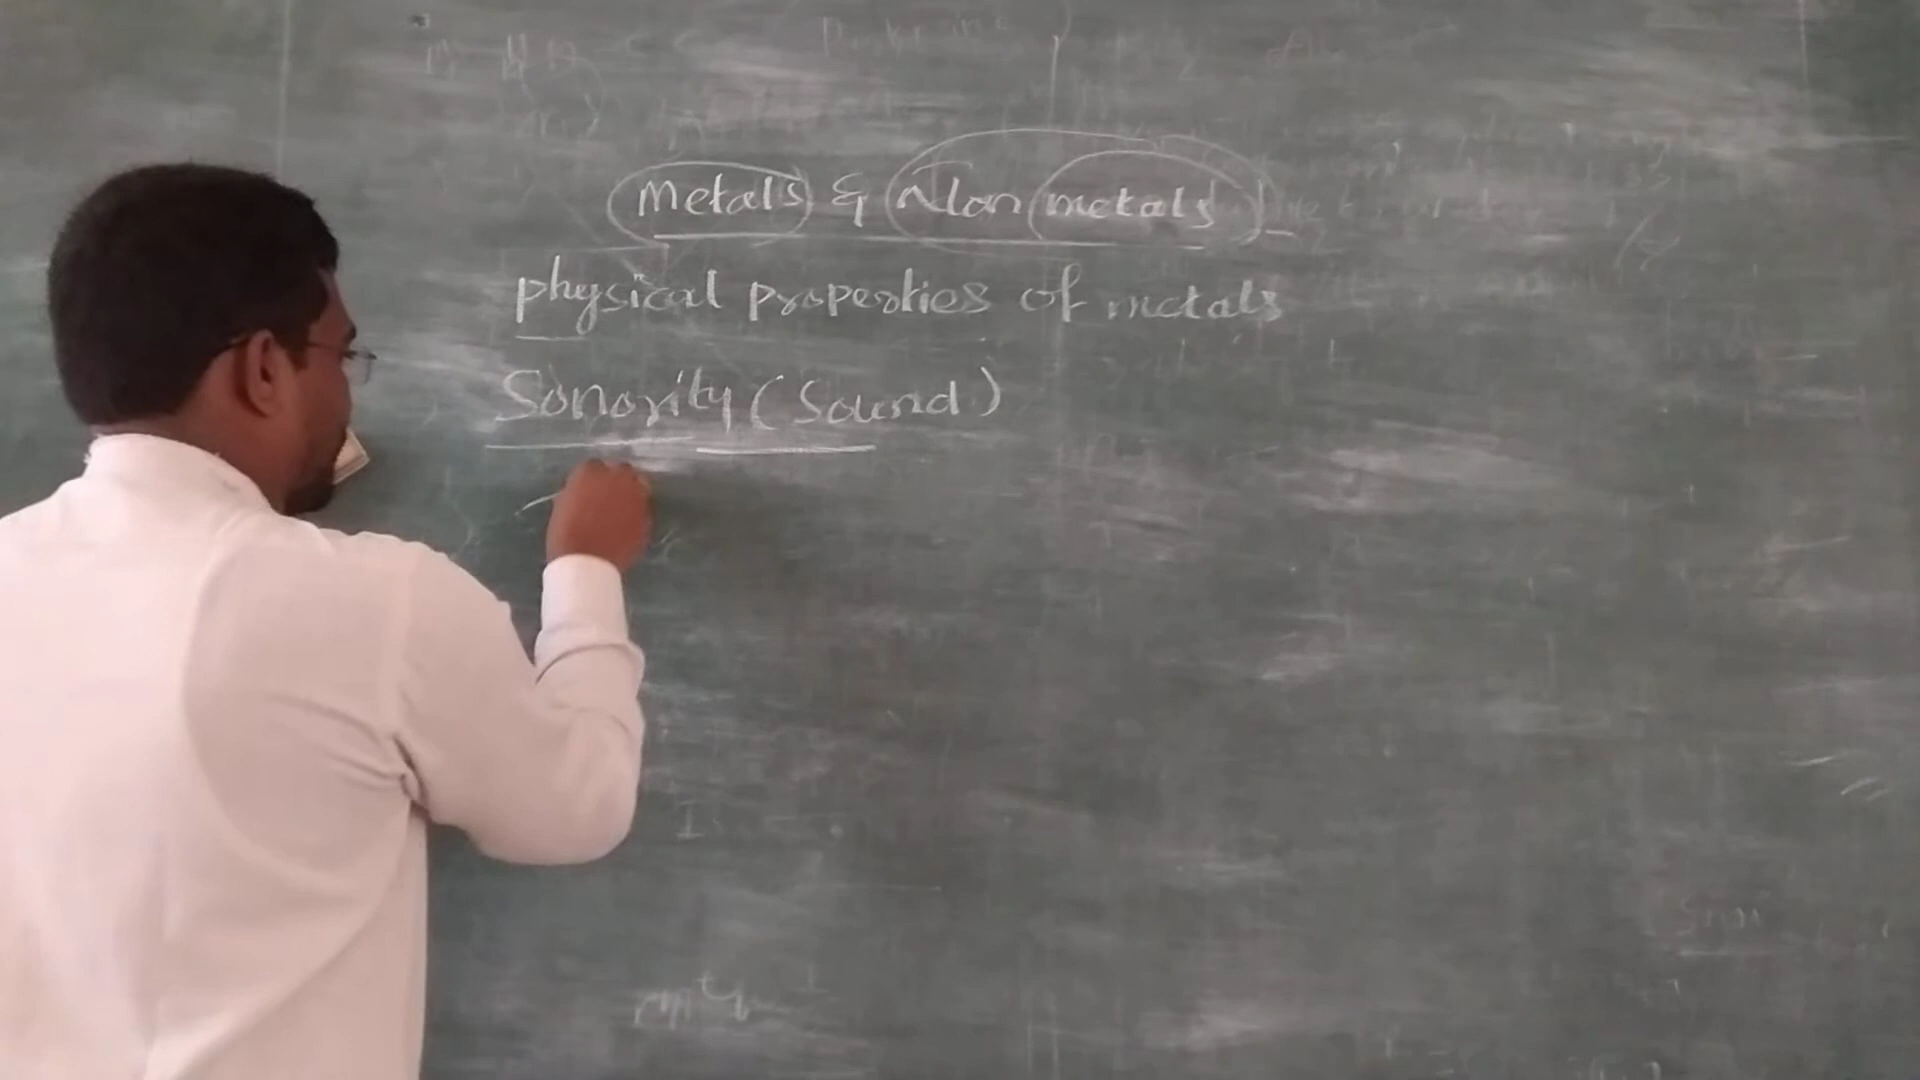 Metals & Non metals
physical properties of metals
Sonority (Sound)